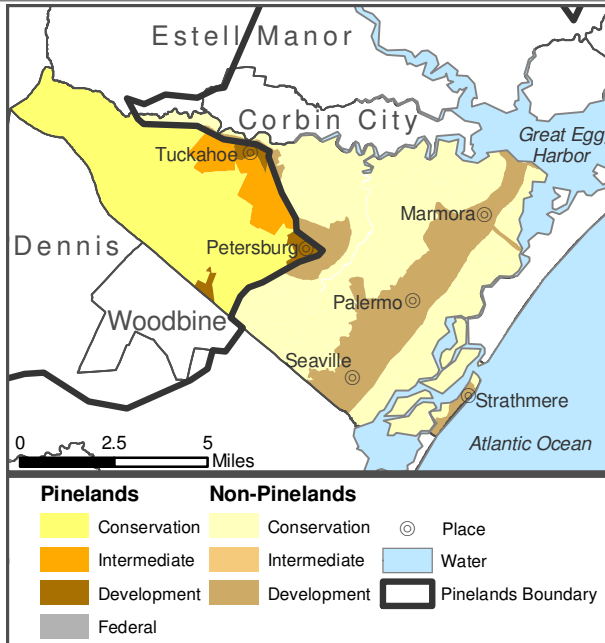 Estell Manor
Corbin City
Great Egg
Harbor
Tuckahoe
Marmora
Dennis
Petersburg
Palermo
Woodbine
Seaville
Strathmere
0 2.5 5
Miles
Atlantic Ocean
Pinelands Non-Pinelands
Conservation Conservation Place
Intermediate Intermediate Water
Development Development Pinelands Boundary
Federal